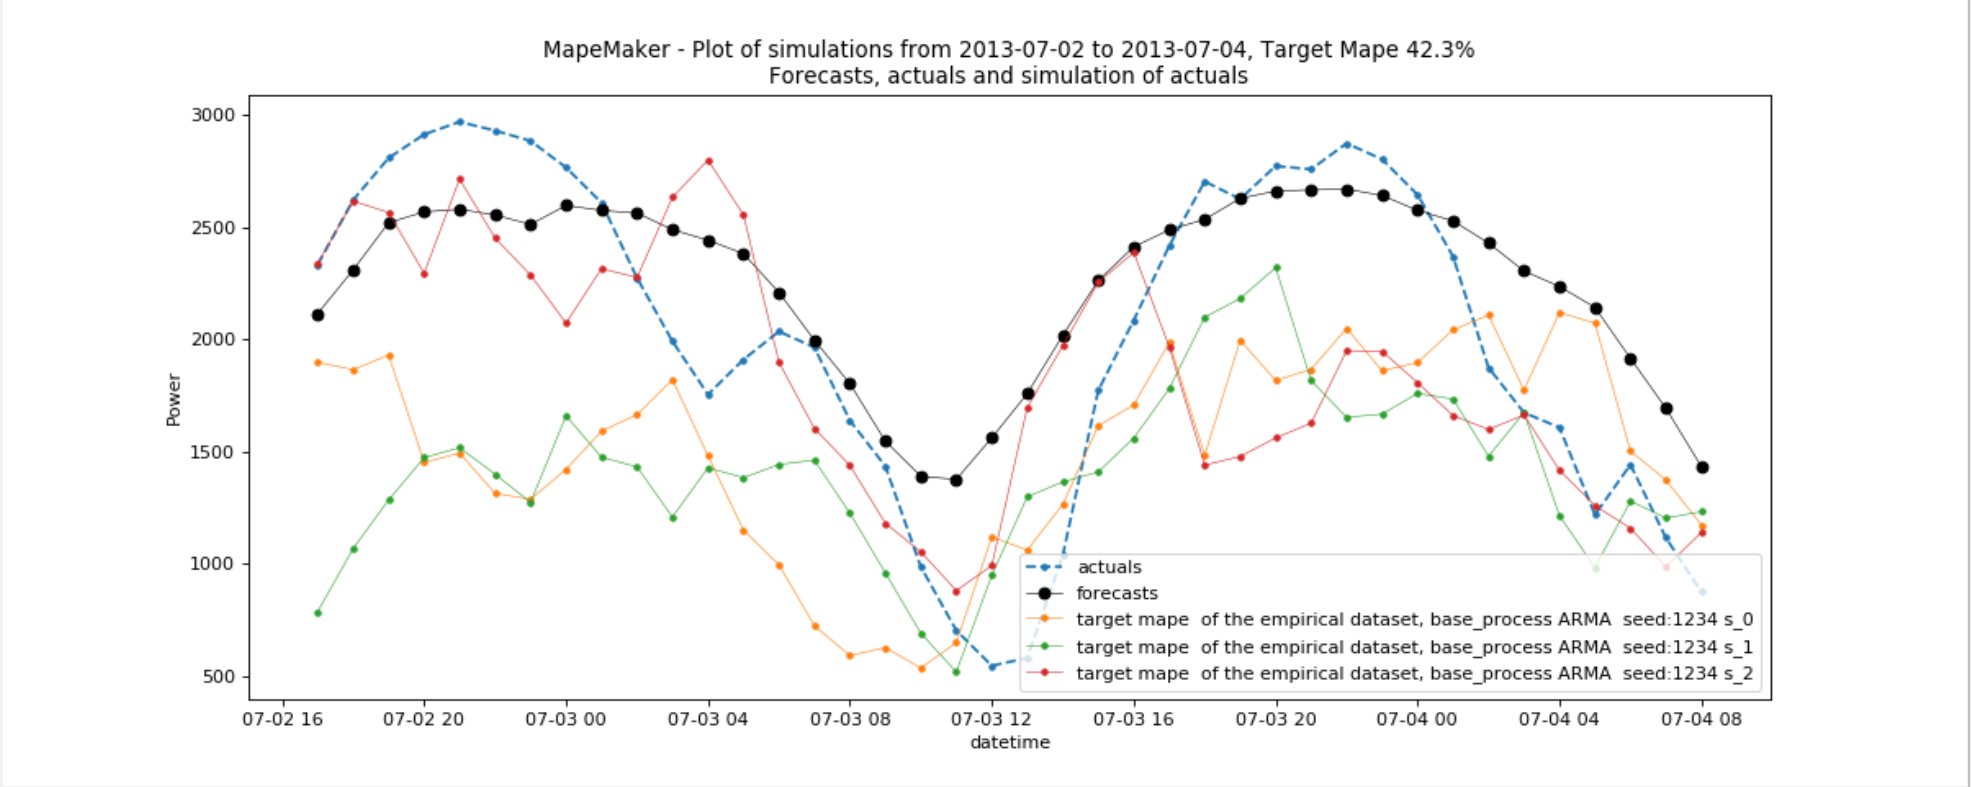 MapeMaker - Plot of simulations from 2013-07-02 to 2013-07-04, Target Mape 42.3%
Forecasts, actuals and simulation of actuals
3000
2500
2000
1500
1000
500
Power
actuals
forecasts
target mape  of the empirical dataset, base_process ARMA  seed:1234 s_0
target mape  of the empirical dataset, base_process ARMA  seed:1234 s_1
target mape  of the empirical dataset, base_process ARMA  seed:1234 s_2
07-02 16 07-02 20 07-03 00 07-03 04 07-03 08 07-03 12 07-03 16 07-03 20 07-04 00 07-04 04 07-04 08
datetime